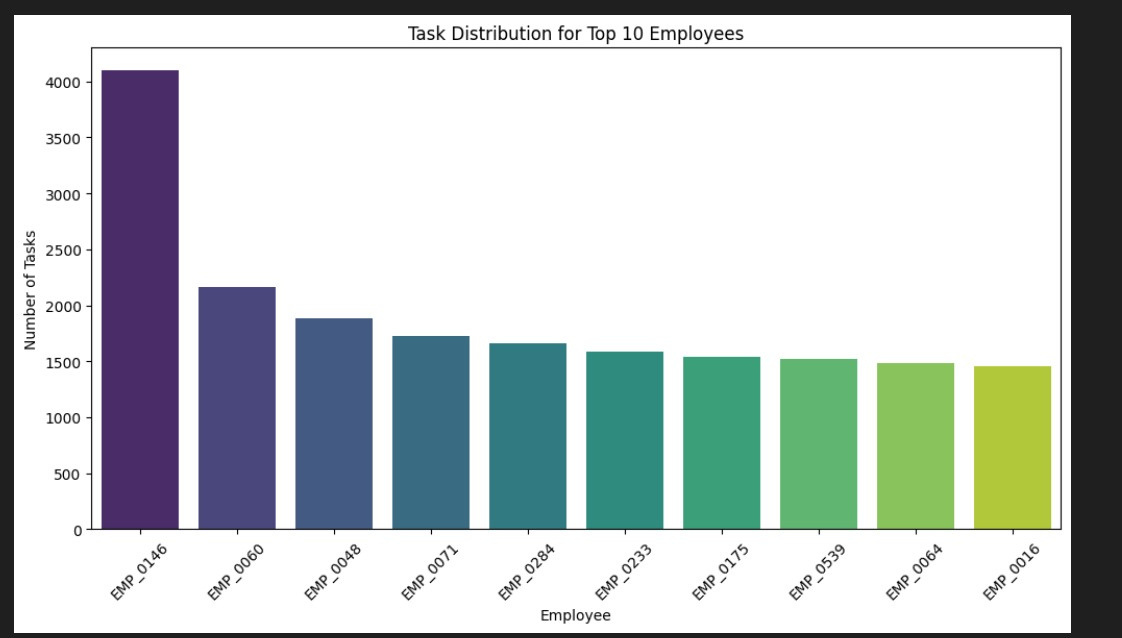 Task Distribution for Top 10 Employees
Number of Tasks
4000
3500
3000
2500
2000
1500
1000
500
0
EMP_0146 EMP_0060 EMP_0048 EMP_0071 EMP_0284 EMP_0233 EMP_0175 EMP_0539 EMP_0064 EMP_0016
Employee